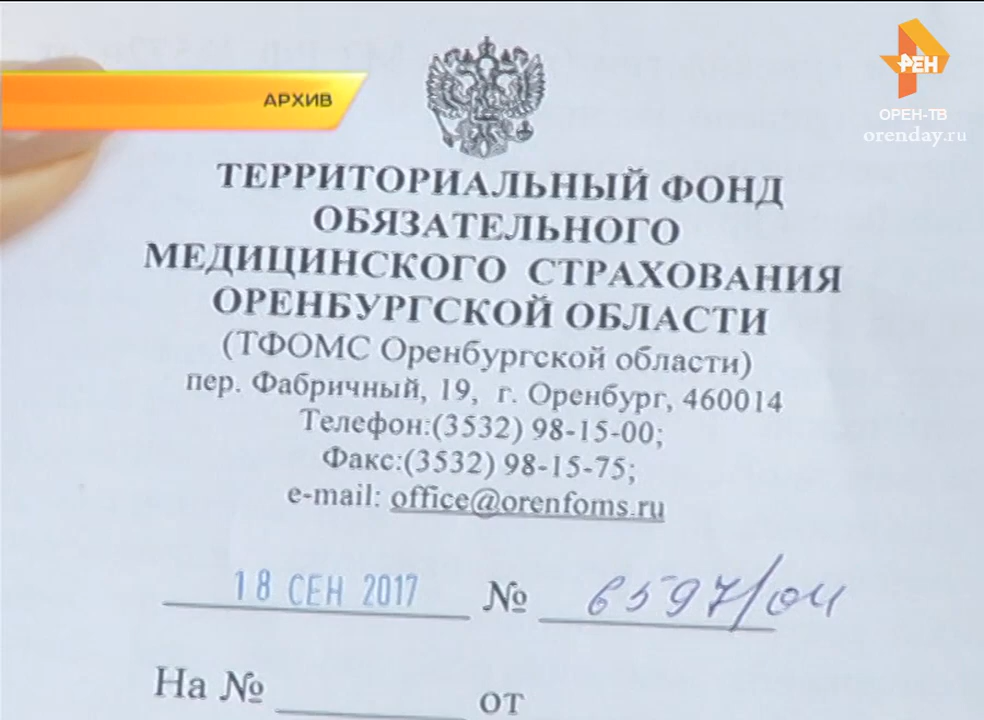 АРХИВ
РЕН
ОРЕН-ТВ
orenday.ru
ТЕРРИТОРИАЛЬНЫЙ ФОНД
ОБЯЗАТЕЛЬНОГО
МЕДИЦИНСКОГО СТРАХОВАНИЯ
ОРЕНБУРГСКОЙ ОБЛАСТИ
(ТФОМС Оренбургской области)
пер. Фабричный, 19, г. Оренбург, 460014
Телефон:(3532) 98-15-00;
Факс:(3532) 98-15-75;
e-mail: office@orenfoms.ru
18 СЕН 2017 № 6597/04
На № от